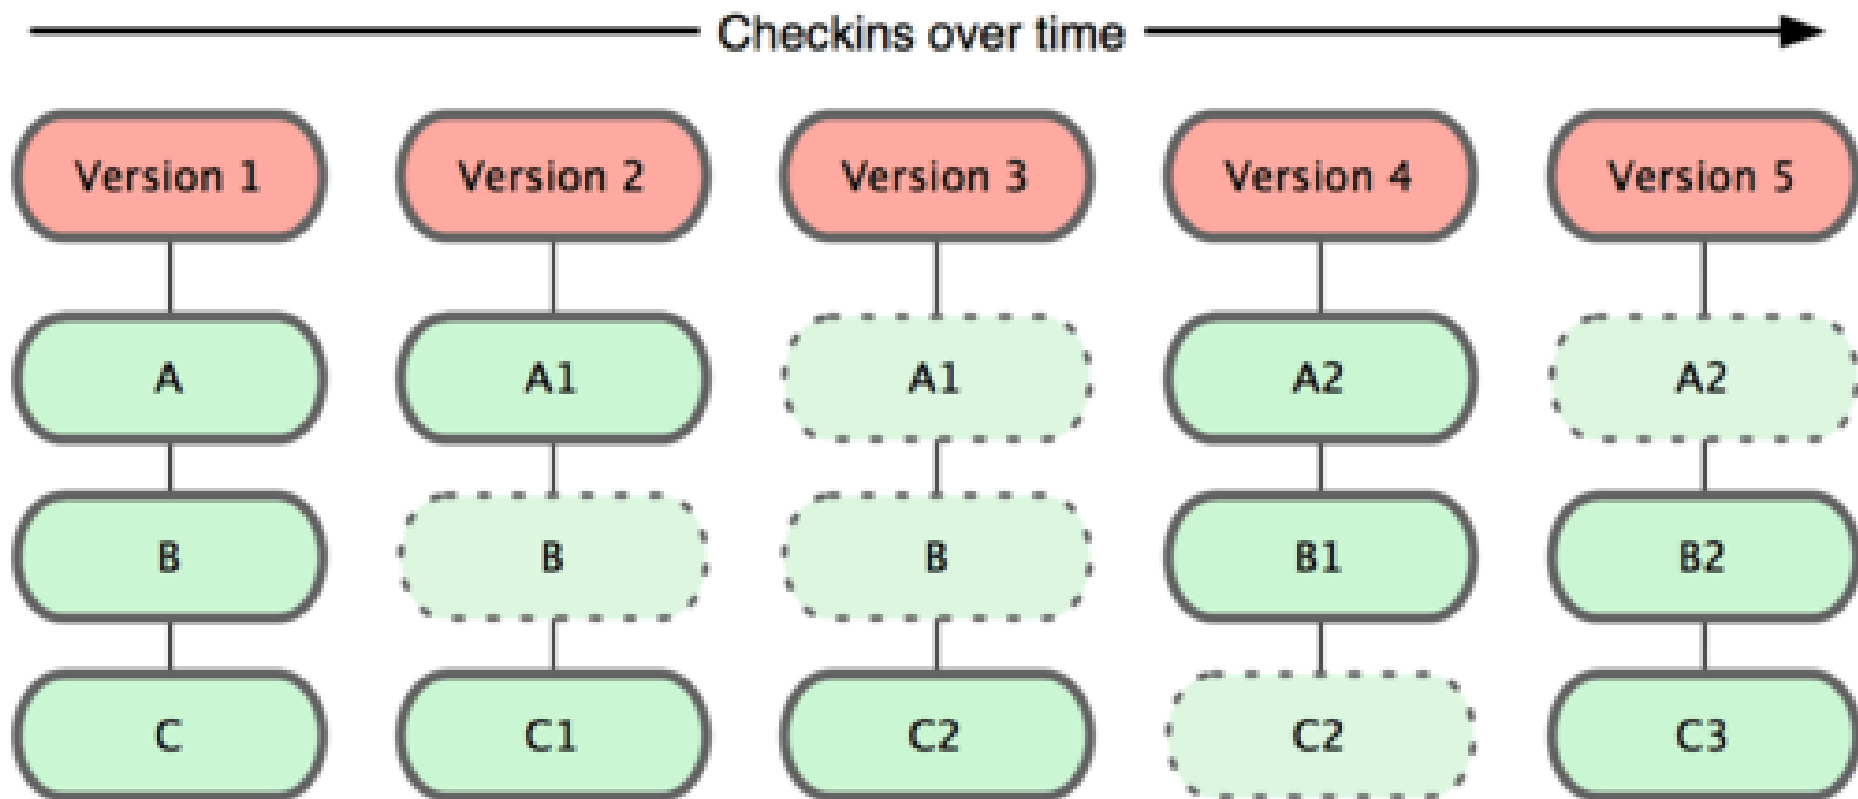 Checkins over time
Version 1 Version 2 Version 3 Version 4 Version 5
A A1 A1 A2 A2
B B B B1 B2
C C1 C2 C2 C3